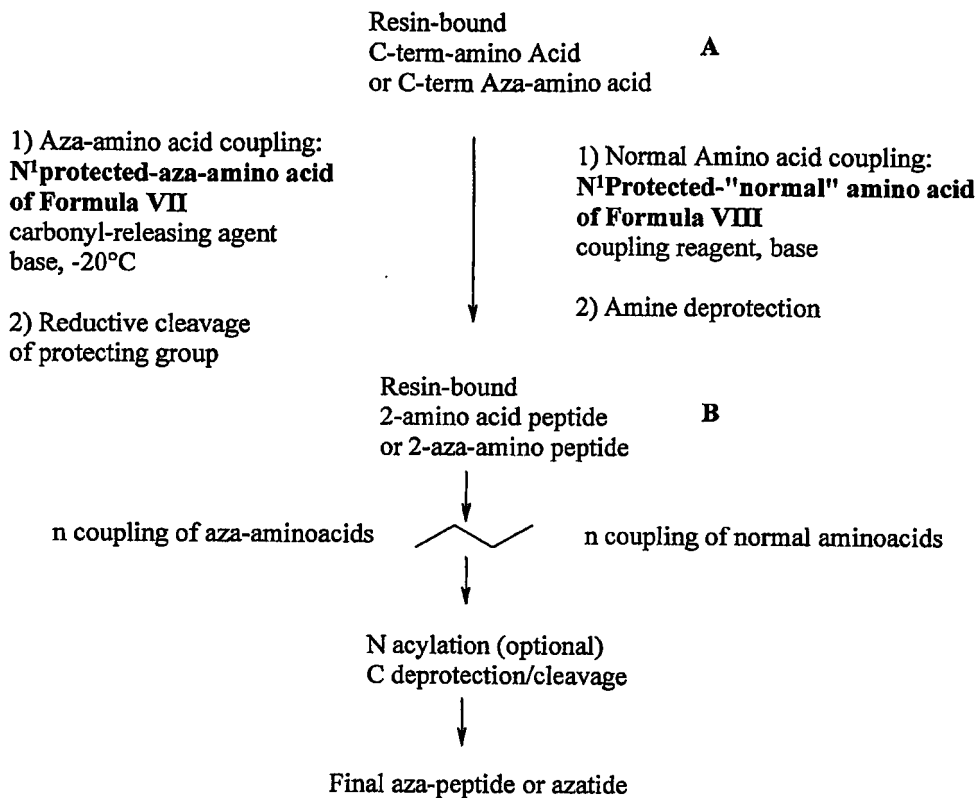 Resin-bound
C-term-amino Acid
or C-term Aza-amino acid
A
1) Aza-amino acid coupling:
N¹protected-aza-amino acid
of Formula VII
carbonyl-releasing agent
base, -20°C
2) Reductive cleavage
of protecting group
1) Normal Amino acid coupling:
N¹Protected-"normal" amino acid
of Formula VIII
coupling reagent, base
2) Amine deprotection
Resin-bound
2-amino acid peptide
or 2-aza-amino peptide
B
n coupling of aza-aminoacids
n coupling of normal aminoacids
N acylation (optional)
C deprotection/cleavage
Final aza-peptide or azatide